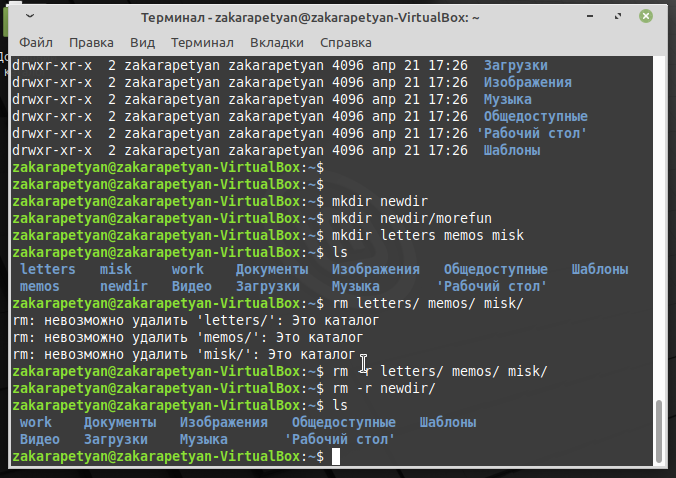 Терминал - zakarapetyan@zakarapetyan-VirtualBox: ~
Файл Правка Вид Терминал Вкладки Справка
drwxr-xr-x 2 zakarapetyan zakarapetyan 4096 апр 21 17:26 Загрузки
drwxr-xr-x 2 zakarapetyan zakarapetyan 4096 апр 21 17:26 Изображения
drwxr-xr-x 2 zakarapetyan zakarapetyan 4096 апр 21 17:26 Музыка
drwxr-xr-x 2 zakarapetyan zakarapetyan 4096 апр 21 17:26 Общедоступные
drwxr-xr-x 2 zakarapetyan zakarapetyan 4096 апр 21 17:26 'Рабочий стол'
drwxr-xr-x 2 zakarapetyan zakarapetyan 4096 апр 21 17:26 Шаблоны
zakarapetyan@zakarapetyan-VirtualBox:~$
zakarapetyan@zakarapetyan-VirtualBox:~$
zakarapetyan@zakarapetyan-VirtualBox:~$ mkdir newdir
zakarapetyan@zakarapetyan-VirtualBox:~$ mkdir newdir/morefun
zakarapetyan@zakarapetyan-VirtualBox:~$ mkdir letters memos misk
zakarapetyan@zakarapetyan-VirtualBox:~$ ls
letters misk work Документы Изображения Общедоступные Шаблоны
memos newdir Видео Загрузки Музыка 'Рабочий стол'
zakarapetyan@zakarapetyan-VirtualBox:~$ rm letters/ memos/ misk/
rm: невозможно удалить 'letters/': Это каталог
rm: невозможно удалить 'memos/': Это каталог
rm: невозможно удалить 'misk/': Это каталог
zakarapetyan@zakarapetyan-VirtualBox:~$ rm -r letters/ memos/ misk/
zakarapetyan@zakarapetyan-VirtualBox:~$ rm -r newdir/
zakarapetyan@zakarapetyan-VirtualBox:~$ ls
work Документы Изображения Общедоступные Шаблоны
Видео Загрузки Музыка 'Рабочий стол'
zakarapetyan@zakarapetyan-VirtualBox:~$